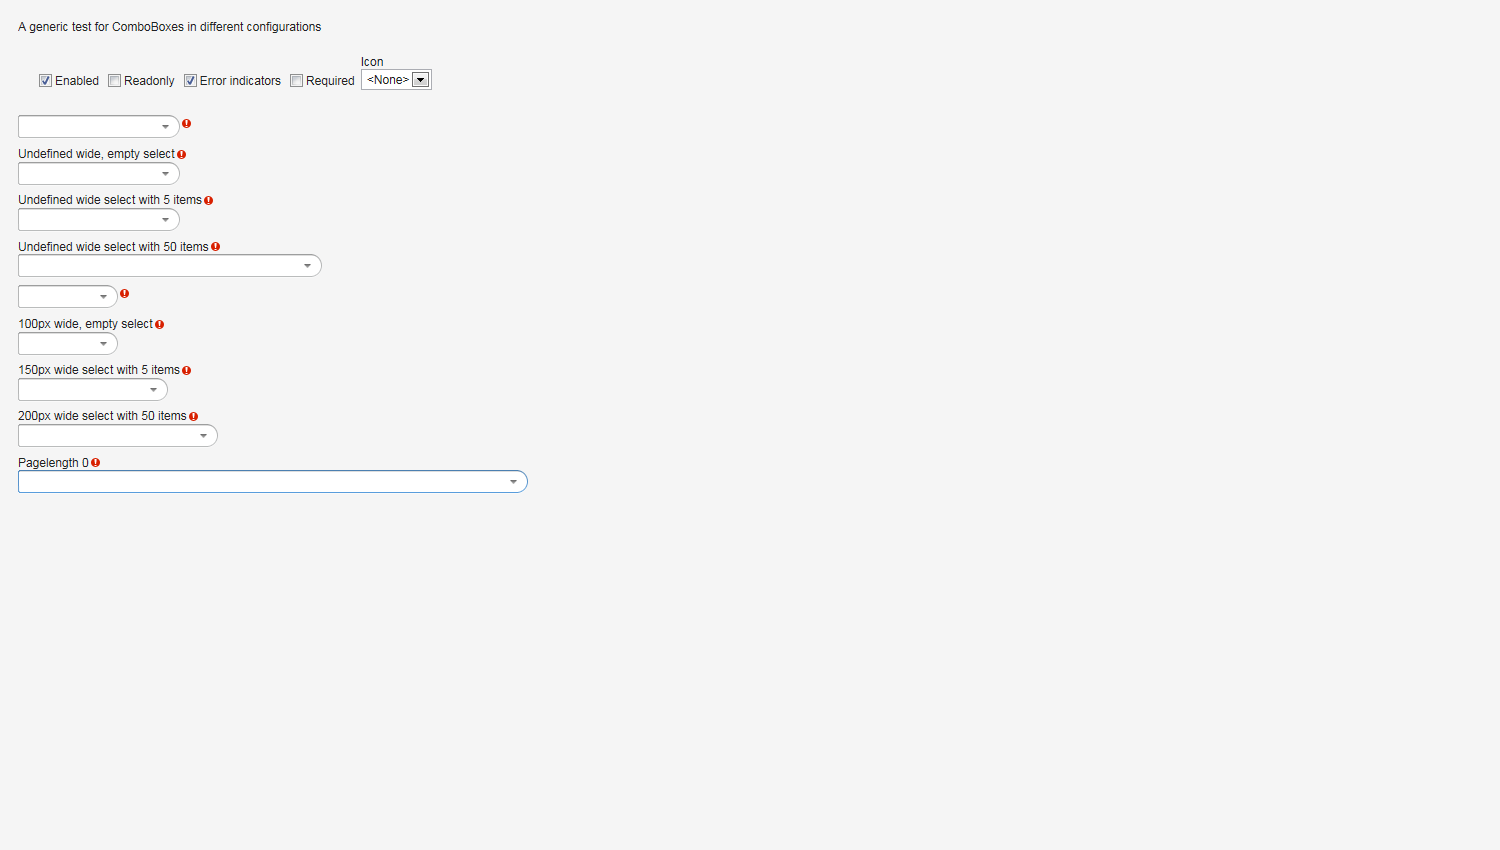 A generic test for ComboBoxes in different configurations
Icon
Enabled Readonly Error indicators Required <None>
Undefined wide, empty select
Undefined wide select with 5 items
Undefined wide select with 50 items
100px wide, empty select
150px wide select with 5 items
200px wide select with 50 items
Pagelength 0